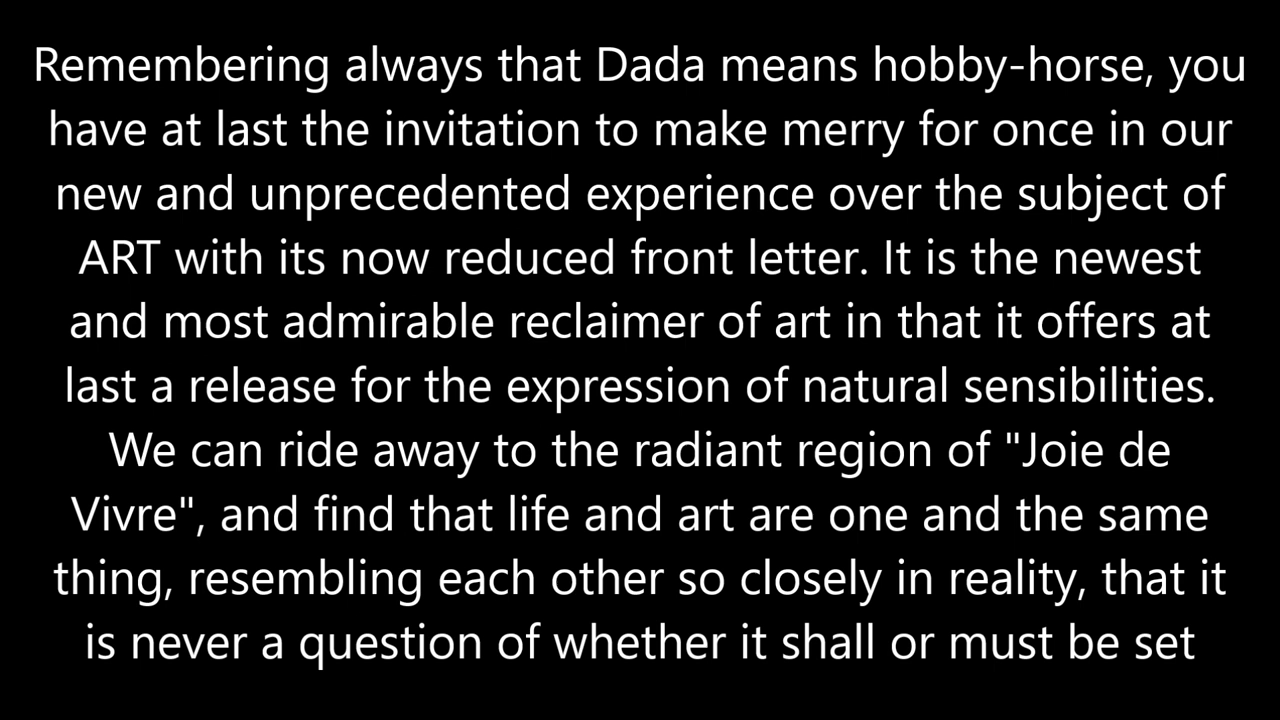 Remembering always that Dada means hobby-horse, you
have at last the invitation to make merry for once in our
new and unprecedented experience over the subject of
ART with its now reduced front letter. It is the newest
and most admirable reclaimer of art in that it offers at
last a release for the expression of natural sensibilities.
We can ride away to the radiant region of "Joie de
Vivre", and find that life and art are one and the same
thing, resembling each other so closely in reality, that it
is never a question of whether it shall or must be set